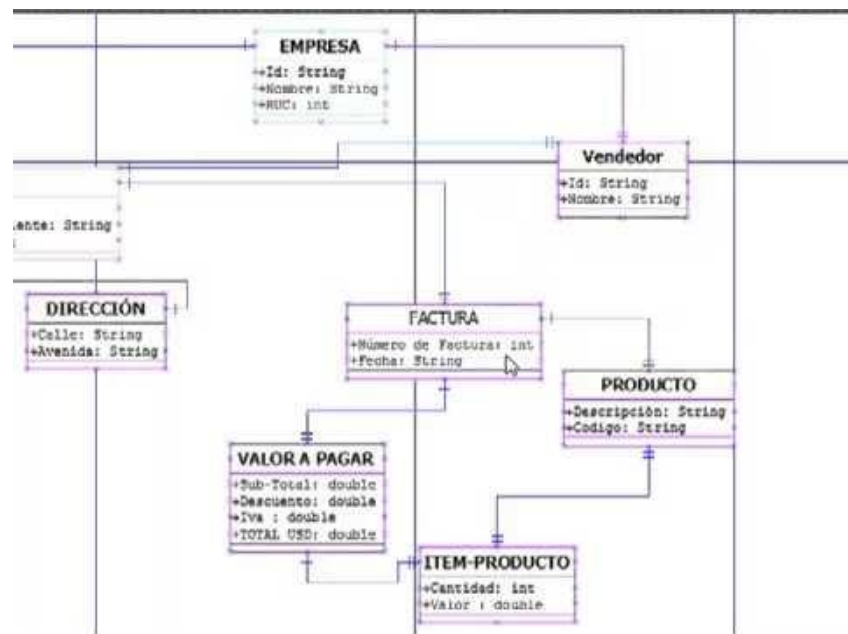 EMPRESA
+Id: String
+Nombre: String
+RUC: int
Vendedor
+Id: String
+Nombre: String
ente: String
DIRECCIÓN
+Calle: String
+Avenida: String
FACTURA
+Número de Factura: int
+Fecha: String
PRODUCTO
+Descripción: String
+Codigo: String
VALOR A PAGAR
+Sub-Total: double
+Descuento: double
+Iva : double
+TOTAL USD: double
ITEM-PRODUCTO
+Cantidad: int
+Valor : double